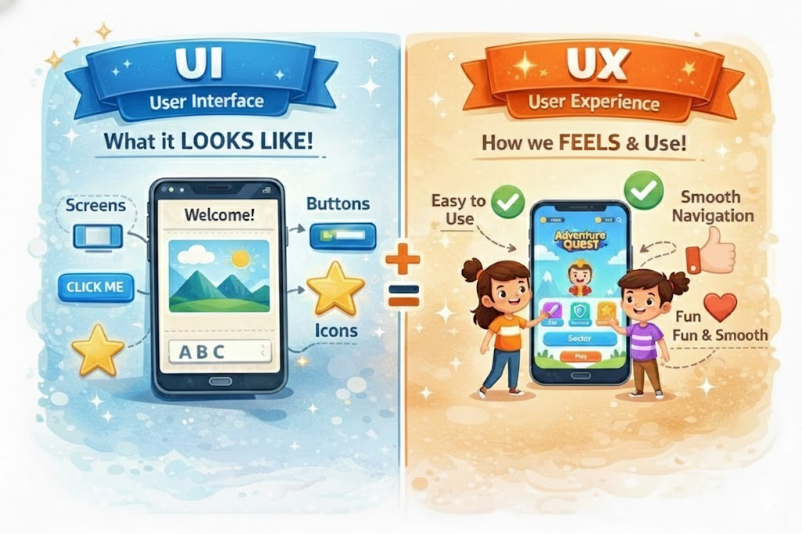 UI
User Interface
What it LOOKS LIKE!
Screens
Buttons
Welcome!
CLICK ME
Icons
A B C
+
=
UX
User Experience
How we FEELS & Use!
Easy to
Use
Smooth
Navigation
Adventure
QUEST
Fun
Fun & Smooth
Sector
Play